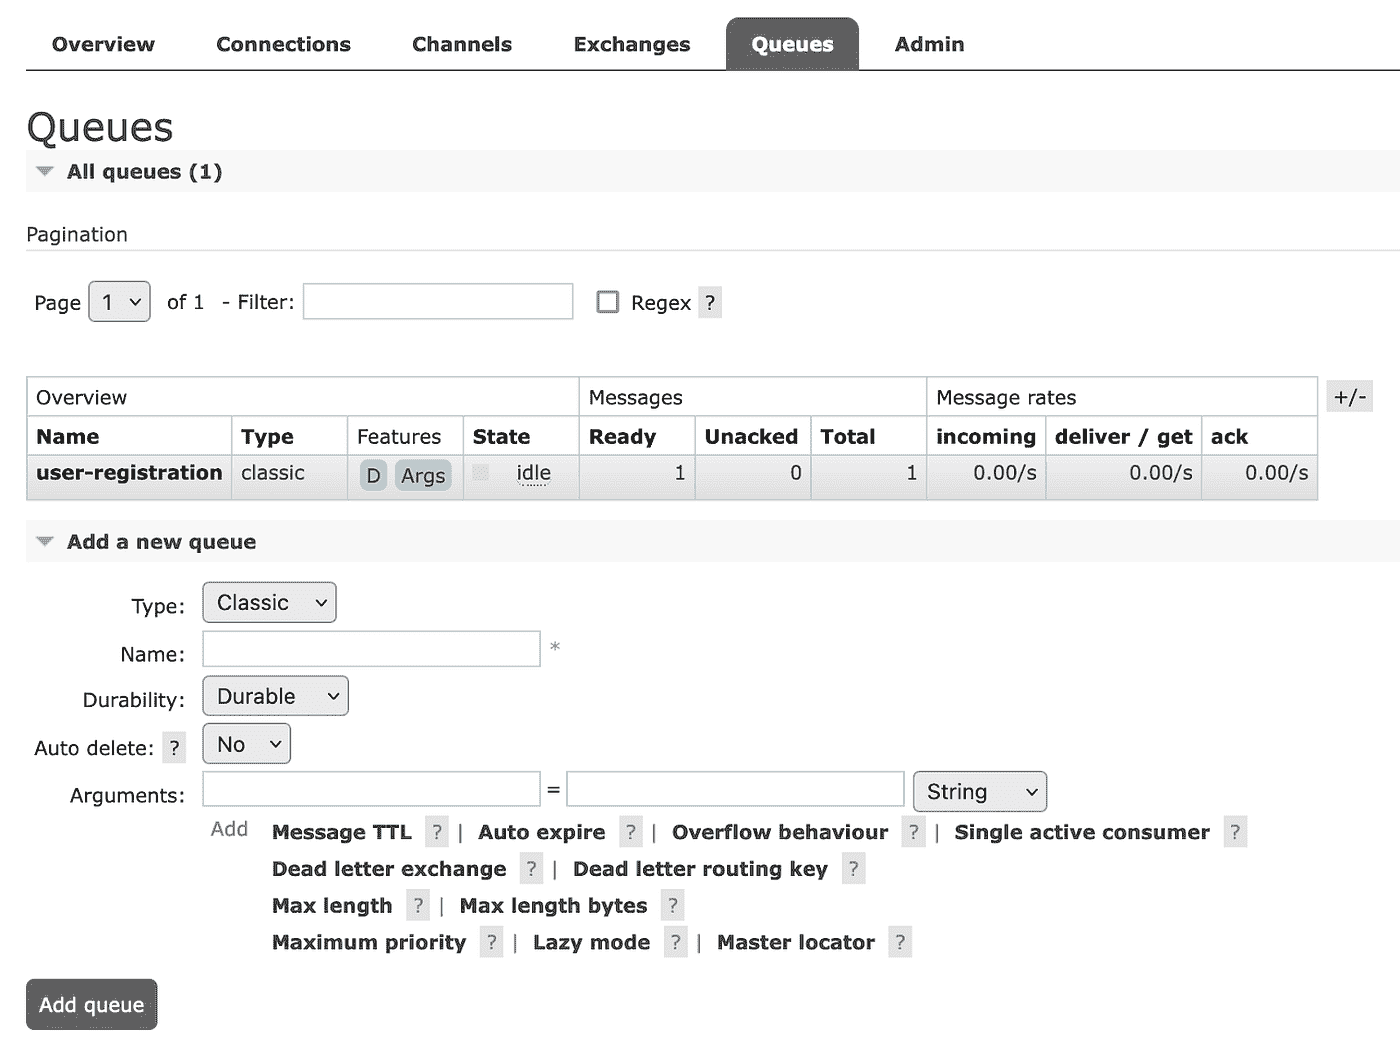 Overview Connections Channels Exchanges Queues Admin
Queues
All queues (1)
Pagination
Page 1 of 1 - Filter: Regex ?
Overview Messages Message rates +/-
Name Type Features State Ready Unacked Total incoming deliver / get ack
user-registration classic D Args idle 1 0 1 0.00/s 0.00/s 0.00/s
Add a new queue
Type: Classic
Name: *
Durability: Durable
Auto delete: ? No
Arguments: = String
Add Message TTL ? | Auto expire ? | Overflow behaviour ? | Single active consumer ?
Dead letter exchange ? | Dead letter routing key ?
Max length ? | Max length bytes ?
Maximum priority ? | Lazy mode ? | Master locator ?
Add queue